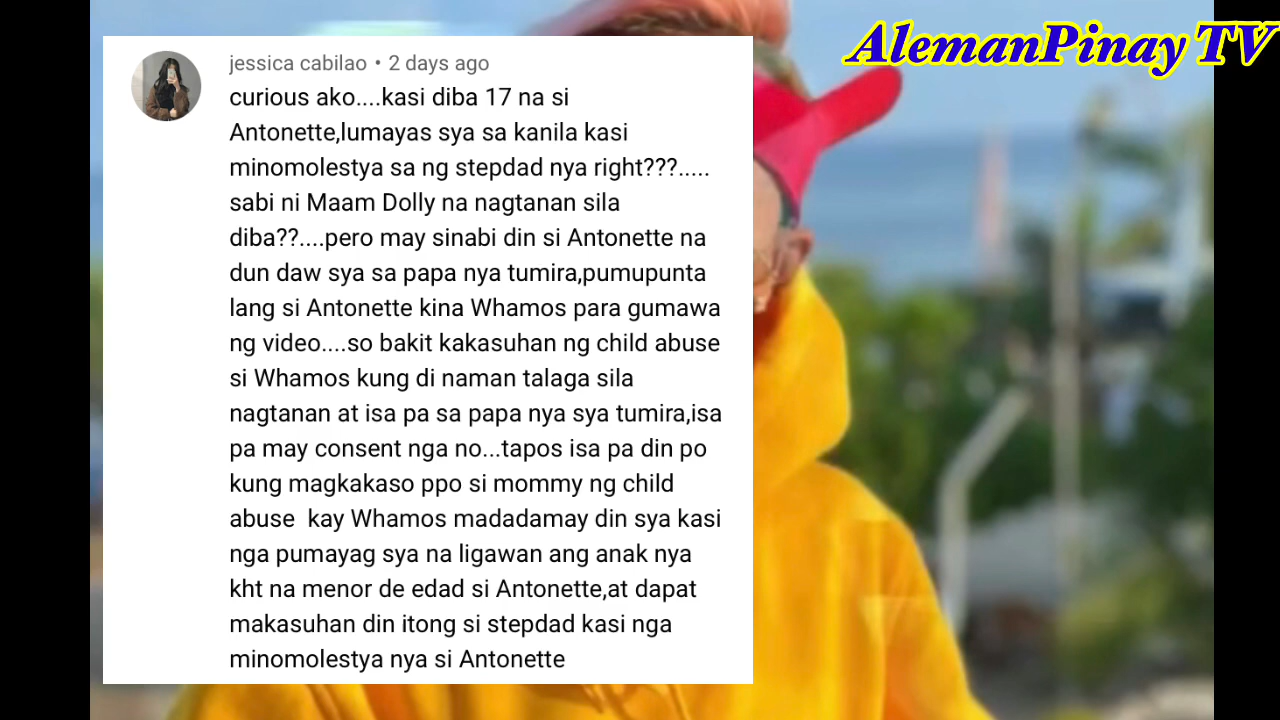 AlemanPinay TV
jessica cabilao • 2 days ago
curious ako....kasi diba 17 na si
Antonette,lumayas sya sa kanila kasi
minomolestya sa ng stepdad nya right???.....
sabi ni Maam Dolly na nagtanan sila
diba??....pero may sinabi din si Antonette na
dun daw sya sa papa nya tumira,pumupunta
lang si Antonette kina Whamos para gumawa
ng video....so bakit kakasuhan ng child abuse
si Whamos kung di naman talaga sila
nagtanan at isa pa sa papa nya sya tumira,isa
pa may consent nga no...tapos isa pa din po
kung magkakaso ppo si mommy ng child
abuse  kay Whamos madadamay din sya kasi
nga pumayag sya na ligawan ang anak nya
kht na menor de edad si Antonette,at dapat
makasuhan din itong si stepdad kasi nga
minomolestya nya si Antonette